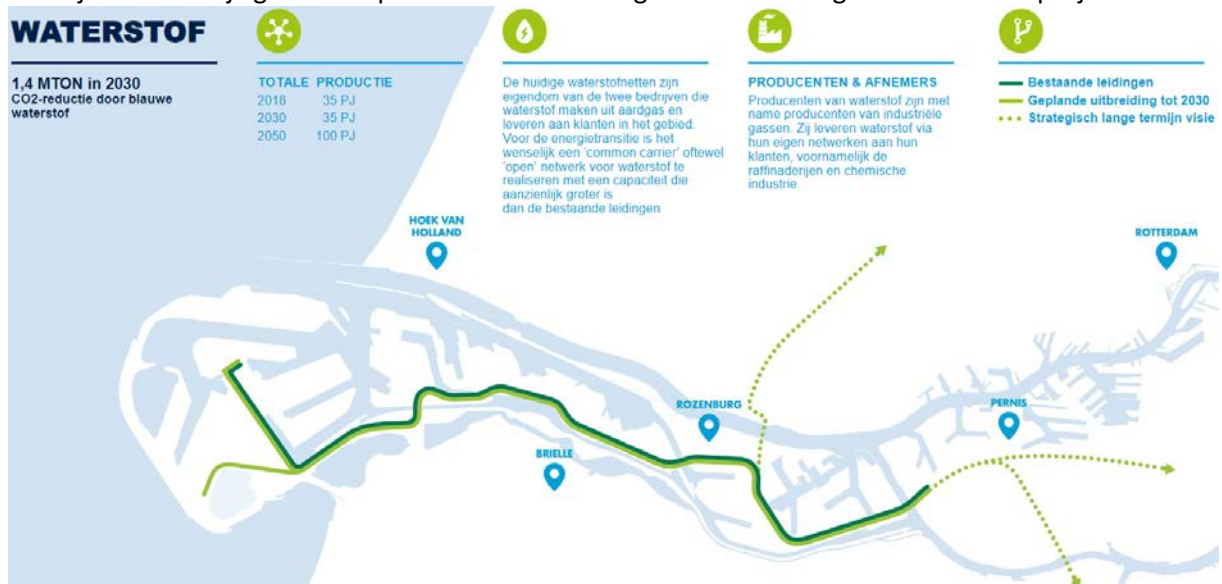 WATERSTOF
1,4 MTON in 2030
CO2-reductie door blauwe
waterstof
TOTALE PRODUCTIE
2018 35 PJ
2030 35 PJ
2050 100 PJ
De huidige waterstofnetten zijn
eigendom van de twee bedrijven die
waterstof maken uit aardgas en
leveren aan klanten in het gebied.
Voor de energietransitie is het
wenselijk een 'common carrier' oftewel
'open' netwerk voor waterstof te
realiseren met een capaciteit die
aanzienlijk groter is
dan de bestaande leidingen
PRODUCENTEN & AFNEMERS
Producenten van waterstof zijn met
name producenten van industriële
gassen. Zij leveren waterstof via
hun eigen netwerken aan hun
klanten, voornamelijk de
raffinaderijen en chemische
industrie.
Bestaande leidingen
Geplande uitbreiding tot 2030
Strategisch lange termijn visie
HOEK VAN
HOLLAND
ROTTERDAM
ROZENBURG
PERNIS
BRIELLE